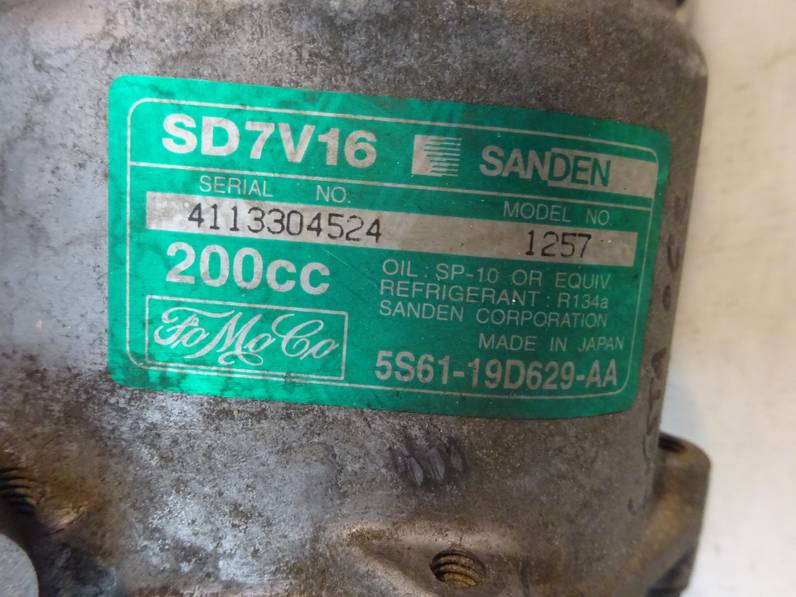 SD7V16 SANDEN
SERIAL NO. MODEL NO
4113304524 1257
200cc
OIL : SP-10 OR EQUIV.
REFRIGERANT : R134a
SANDEN CORPORATION
MADE IN JAPAN
FoMoCo
5S61-19D629-AA